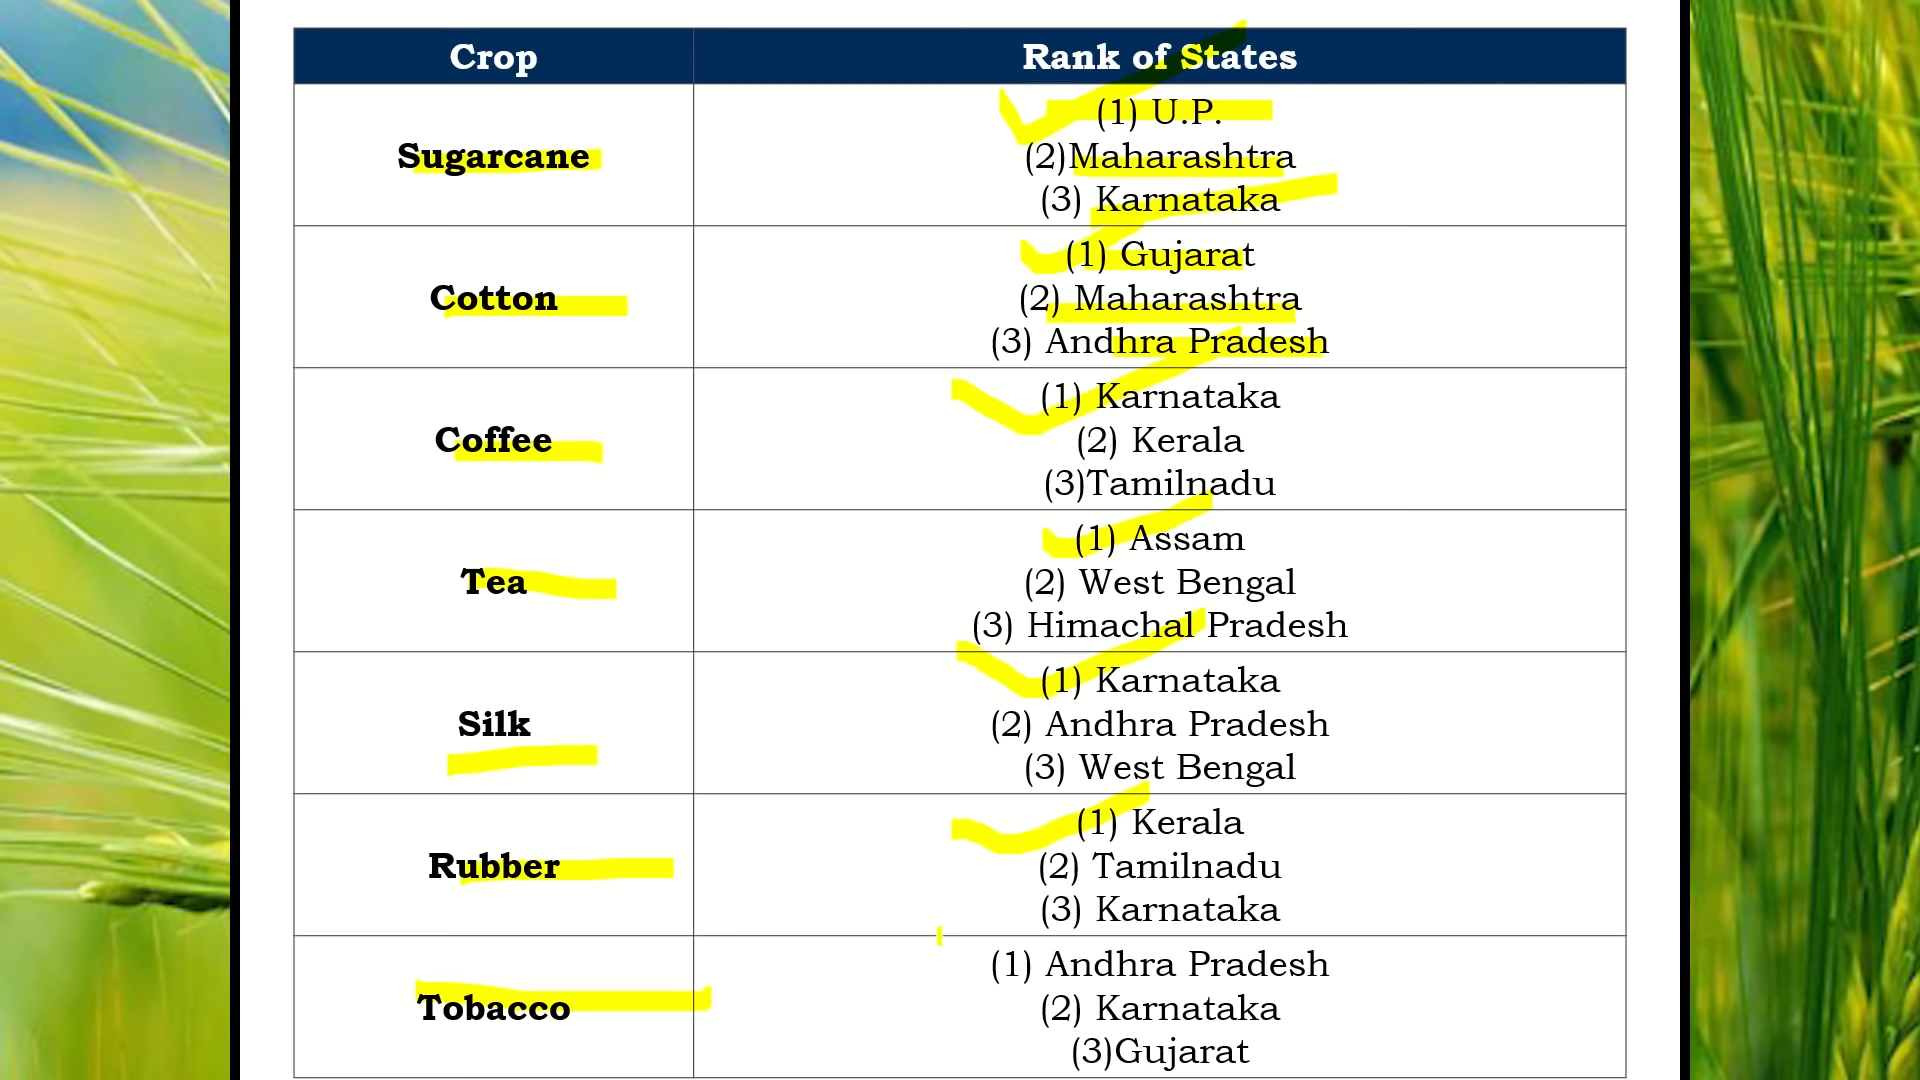 Crop
Rank of States
Sugarcane
(1) U.P.
(2)Maharashtra
(3) Karnataka
Cotton
(1) Gujarat
(2) Maharashtra
(3) Andhra Pradesh
Coffee
(1) Karnataka
(2) Kerala
(3)Tamilnadu
Tea
(1) Assam
(2) West Bengal
(3) Himachal Pradesh
Silk
(1) Karnataka
(2) Andhra Pradesh
(3) West Bengal
Rubber
(1) Kerala
(2) Tamilnadu
(3) Karnataka
Tobacco
(1) Andhra Pradesh
(2) Karnataka
(3)Gujarat